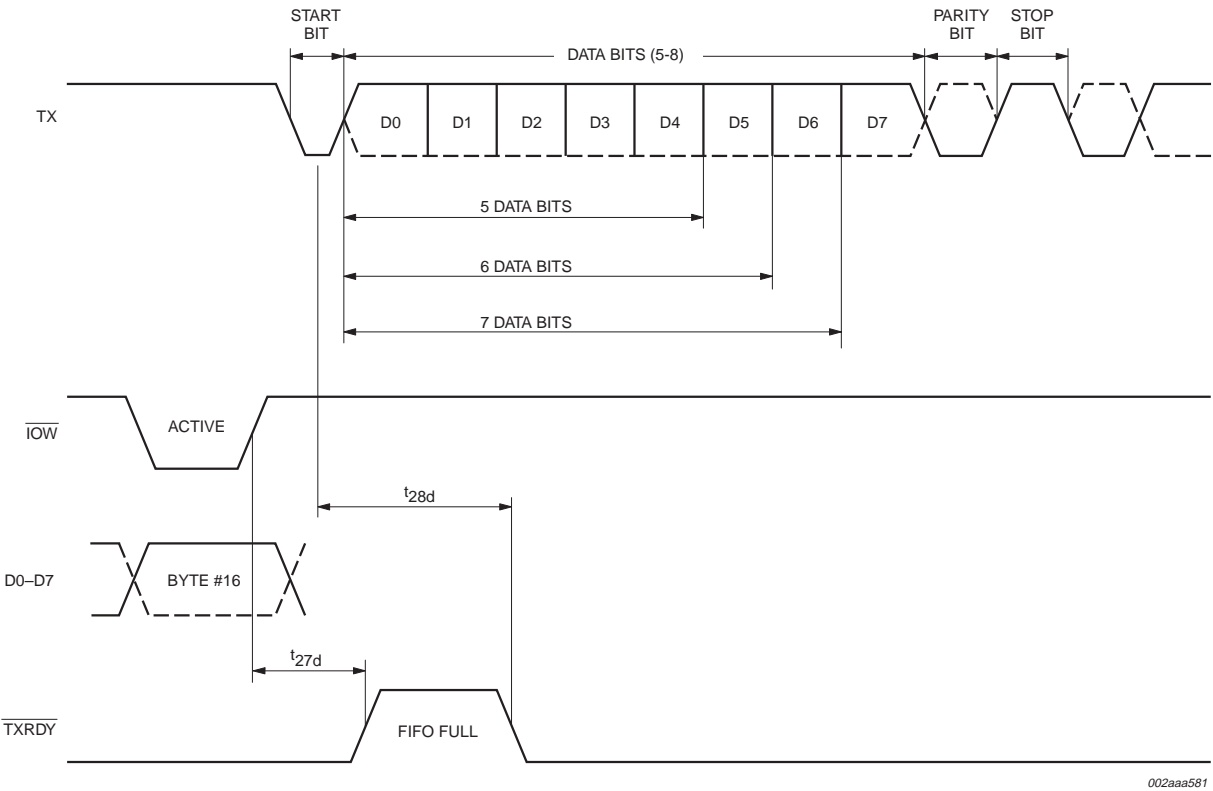 START
BIT
DATA BITS (5-8)
PARITY
BIT
STOP
BIT
TX
D0
D1
D2
D3
D4
D5
D6
D7
5 DATA BITS
6 DATA BITS
7 DATA BITS
IOW
ACTIVE
t28d
D0–D7
BYTE #16
t27d
TXRDY
FIFO FULL
002aaa581